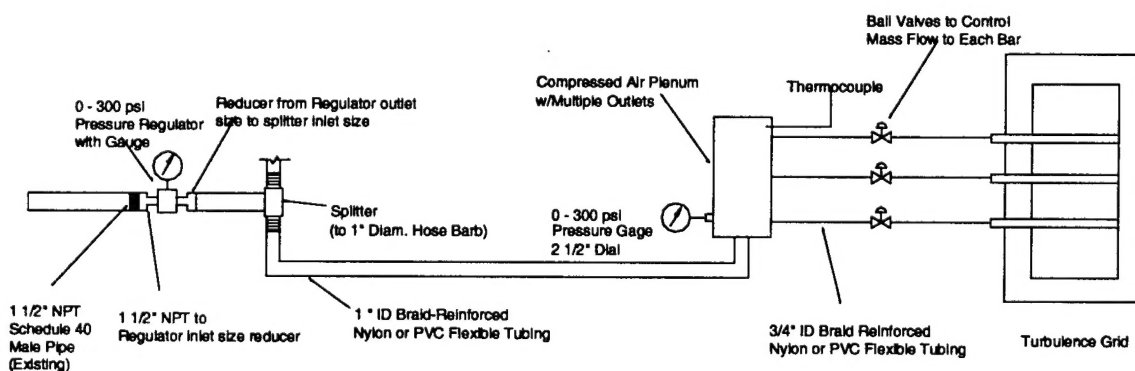 Ball Valves to Control
Mass Flow to Each Bar
Compressed Air Plenum
w/Multiple Outlets
Thermocouple
0 - 300 psi
Pressure Regulator
with Gauge
Reducer from Regulator outlet
size to splitter inlet size
Splitter
(to 1" Diam. Hose Barb)
0 - 300 psi
Pressure Gage
2 1/2" Dial
1 1/2" NPT
Schedule 40
Male Pipe
(Existing)
1 1/2" NPT to
Regulator inlet size reducer
1 " ID Braid-Reinforced
Nylon or PVC Flexible Tubing
3/4" ID Braid Reinforced
Nylon or PVC Flexible Tubing
Turbulence Grid